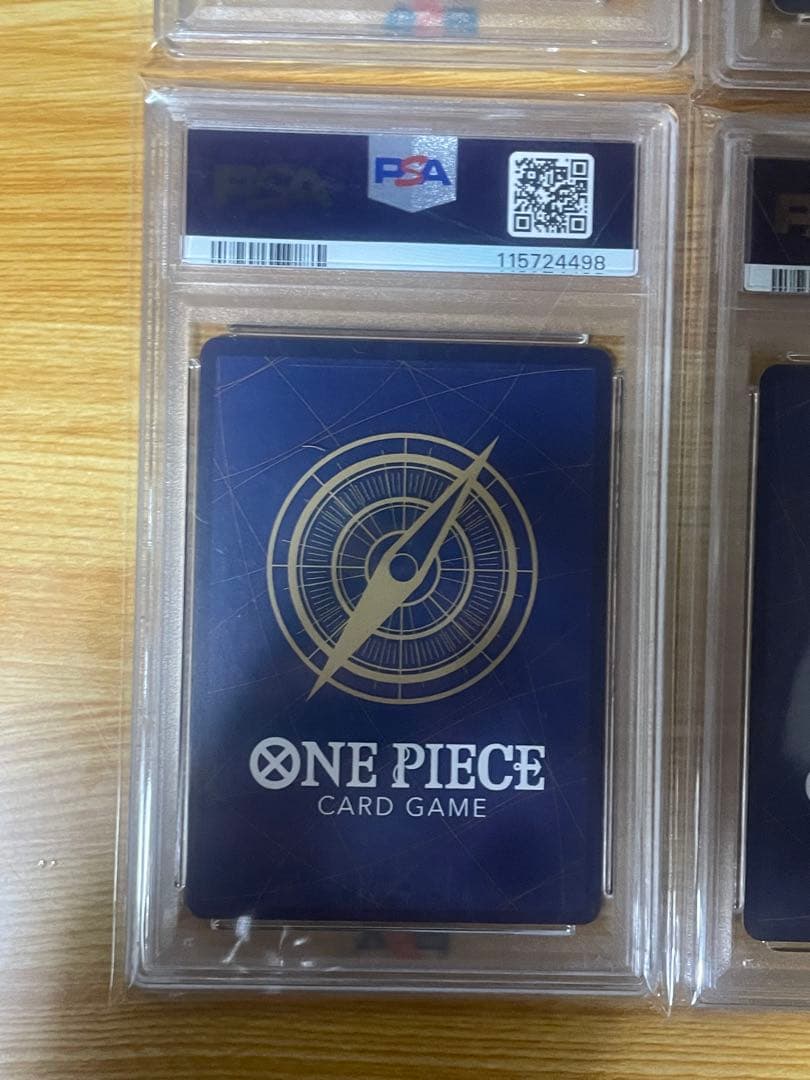 PSA
115724498
ONE PIECE
CARD GAME